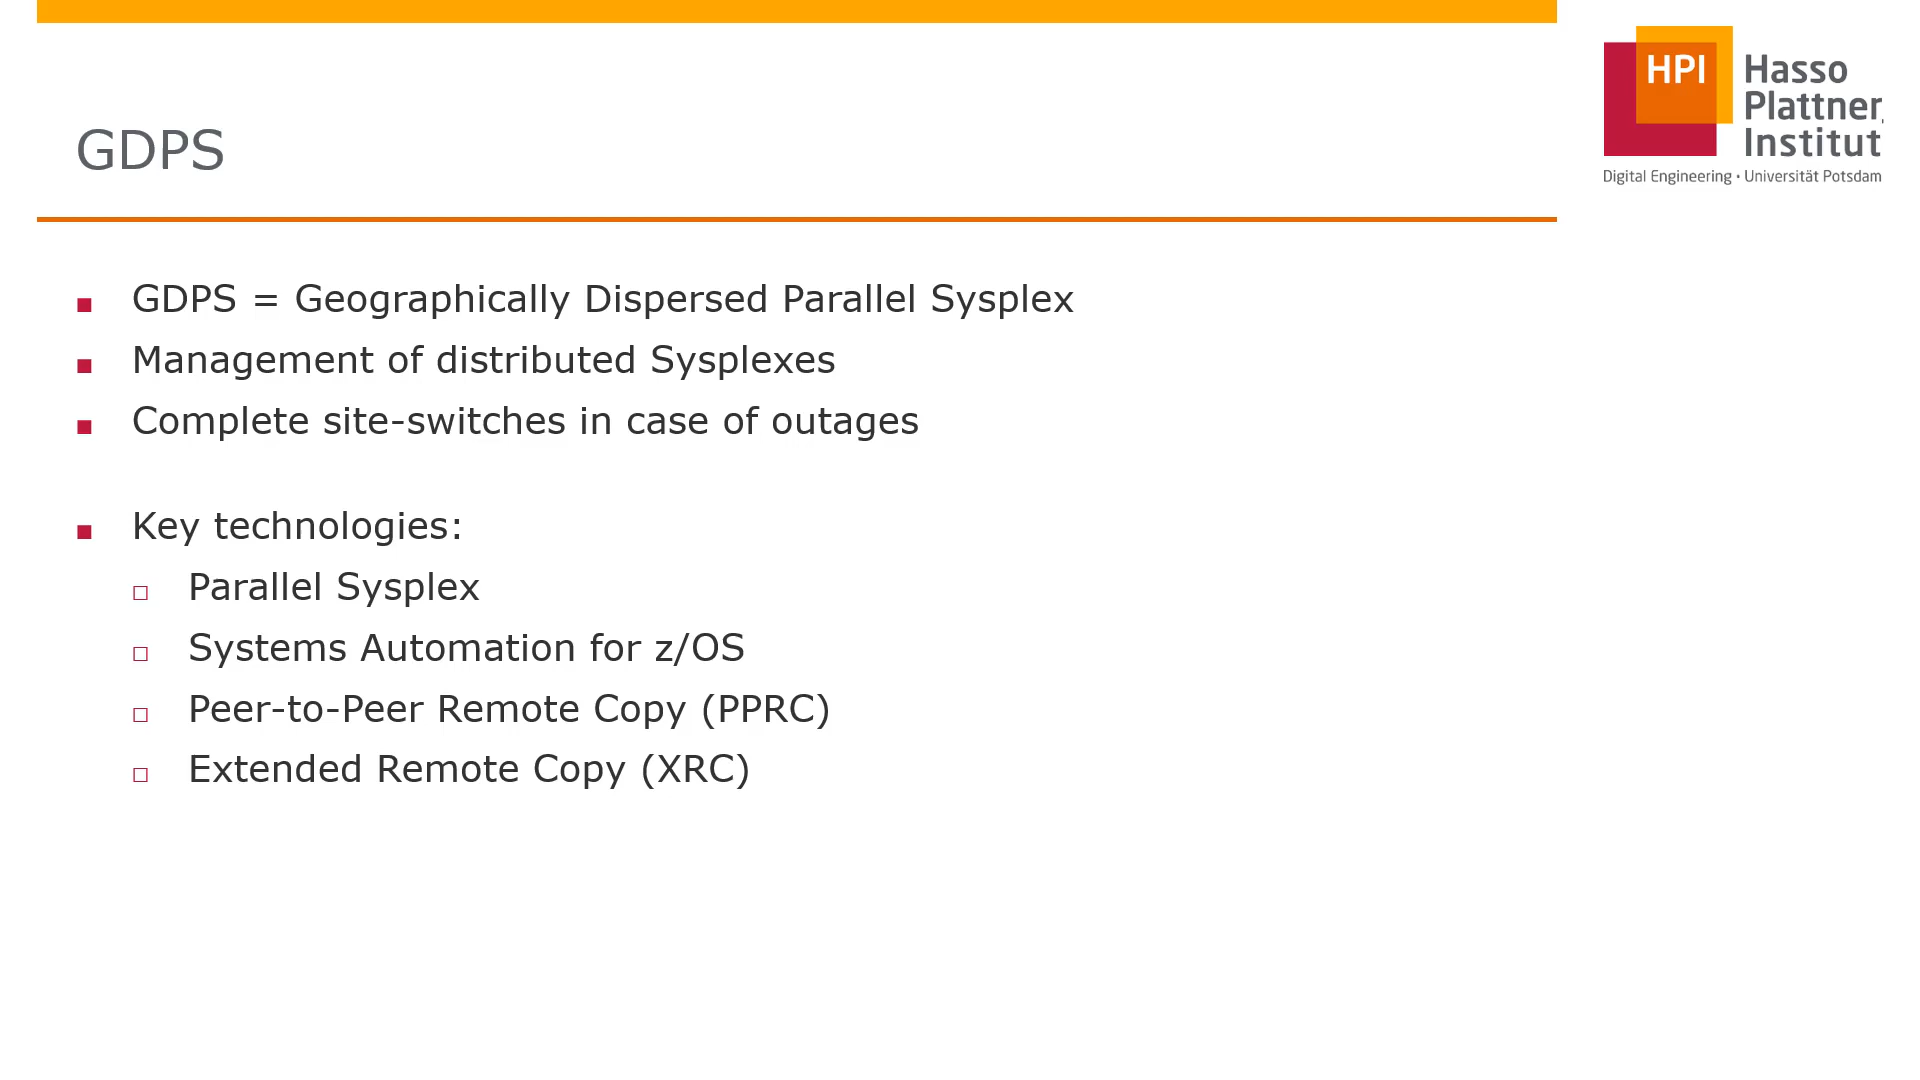 HPI
Hasso
Plattner
Institut
Digital Engineering • Universität Potsdam
GDPS
■ GDPS = Geographically Dispersed Parallel Sysplex
■ Management of distributed Sysplexes
■ Complete site-switches in case of outages
■ Key technologies:
□ Parallel Sysplex
□ Systems Automation for z/OS
□ Peer-to-Peer Remote Copy (PPRC)
□ Extended Remote Copy (XRC)